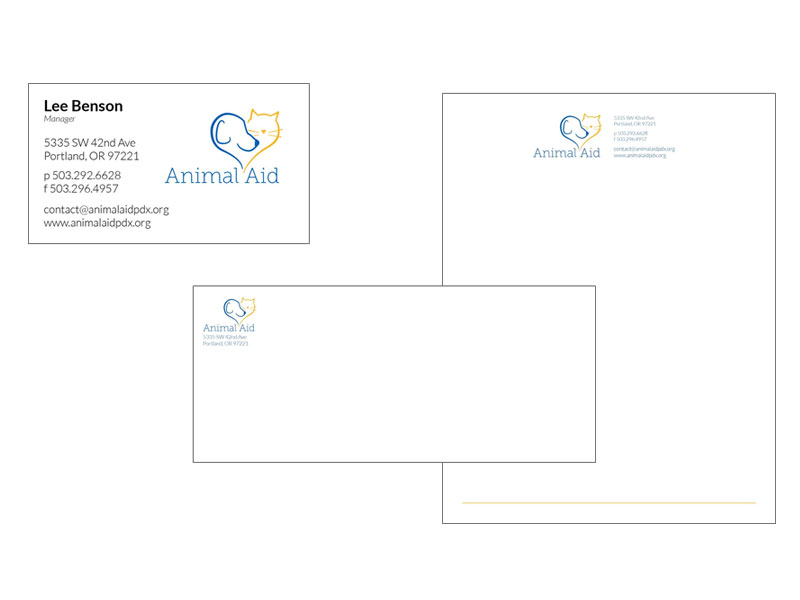 Lee Benson
Manager
5335 SW 42nd Ave
Portland, OR 97221
p 503.292.6628
f 503.296.4957
contact@animalaidpdx.org
www.animalaidpdx.org
Animal Aid
Animal Aid
5335 SW 42nd Ave
Portland, OR 97221
p 503.292.6628
f 503.296.4957
contact@animalaidpdx.org
www.animalaidpdx.org
Animal Aid
5335 SW 42nd Ave
Portland, OR 97221